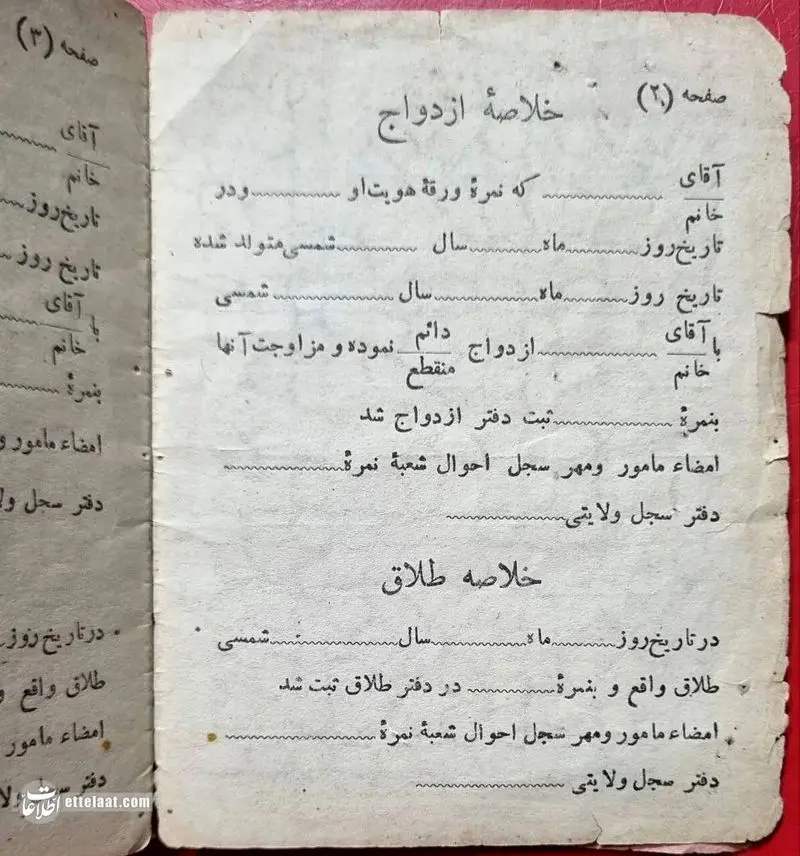 صفحه (۲)
خلاصهٔ ازدواج
آقای
خانم
که نمرهٔ ورقهٔ هویت او ودر
تاریخ روز ماه سال شمسی متولد شده
تاریخ روز ماه سال شمسی
با آقای
خانم
ازدواج دائم
منقطع
نموده و مزاوجت آنها
بنمرهٔ ثبت دفتر ازدواج شد
امضاء مامور ومهر سجل احوال شعبهٔ نمرهٔ
دفتر سجل ولایتی
خلاصه طلاق
در تاریخ روز ماه سال شمسی
طلاق واقع و بنمرهٔ در دفتر طلاق ثبت شد
امضاء مامور ومهر سجل احوال شعبهٔ نمرهٔ
دفتر سجل ولایتی
صفحه (۳)
آقای
خانم
تاریخ روز
تاریخ روز
با آقای
خانم
بنمرهٔ
امضاء مامور و
دفتر سجل ولا
در تاریخ روز
طلاق واقع و
امضاء مامور
دفتر سجل ولا
اطلاعات ettelaat.com